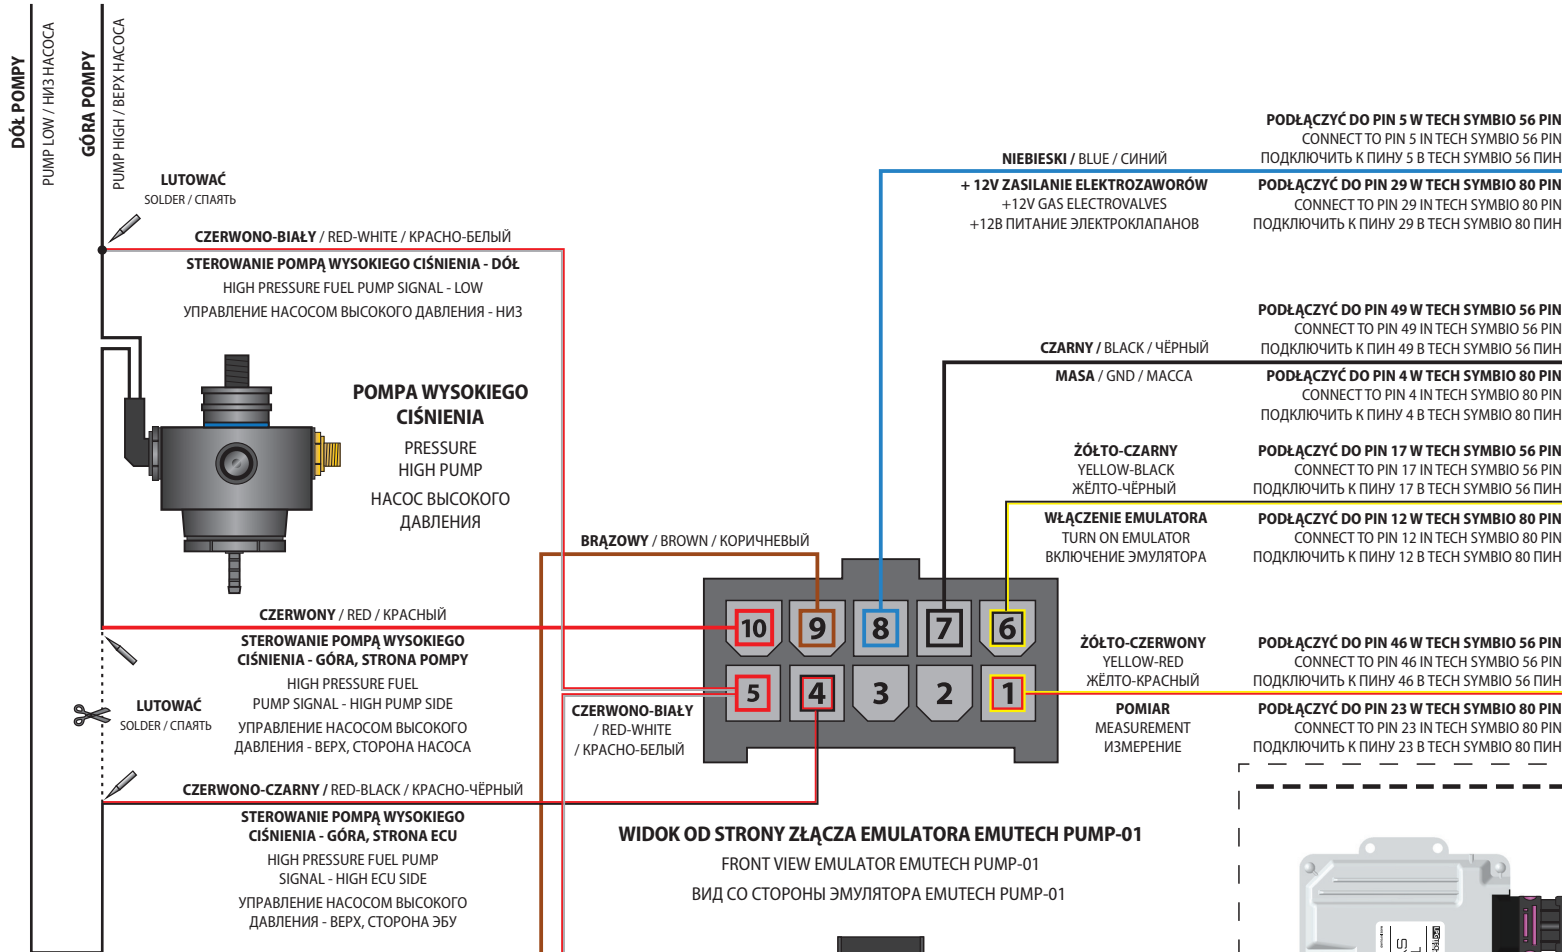 DÓŁ POMPY
PUMP LOW / НИЗ НАСОСА
GÓRA POMPY
PUMP HIGH / ВЕРХ НАСОСА
LUTOWAĆ
SOLDER / СПАЯТЬ
CZERWONO-BIAŁY / RED-WHITE / КРАСНО-БЕЛЫЙ
STEROWANIE POMPĄ WYSOKIEGO CIŚNIENIA - DÓŁ
HIGH PRESSURE FUEL PUMP SIGNAL - LOW
УПРАВЛЕНИЕ НАСОСОМ ВЫСОКОГО ДАВЛЕНИЯ - НИЗ
POMPA WYSOKIEGO
CIŚNIENIA
PRESSURE
HIGH PUMP
НАСОС ВЫСОКОГО
ДАВЛЕНИЯ
CZERWONY / RED / КРАСНЫЙ
STEROWANIE POMPĄ WYSOKIEGO
CIŚNIENIA - GÓRA, STRONA POMPY
HIGH PRESSURE FUEL
PUMP SIGNAL - HIGH PUMP SIDE
УПРАВЛЕНИЕ НАСОСОМ ВЫСОКОГО
ДАВЛЕНИЯ - ВЕРХ, СТОРОНА НАСОСА
LUTOWAĆ
SOLDER / СПАЯТЬ
CZERWONO-CZARNY / RED-BLACK / КРАСНО-ЧЁРНЫЙ
STEROWANIE POMPĄ WYSOKIEGO
CIŚNIENIA - GÓRA, STRONA ECU
HIGH PRESSURE FUEL PUMP
SIGNAL - HIGH ECU SIDE
УПРАВЛЕНИЕ НАСОСОМ ВЫСОКОГО
ДАВЛЕНИЯ - ВЕРХ, СТОРОНА ЭБУ
BRĄZOWY / BROWN / КОРИЧНЕВЫЙ
CZERWONO-BIAŁY
/ RED-WHITE
/ КРАСНО-БЕЛЫЙ
10 9 8 7 6
5 4 3 2 1
WIDOK OD STRONY ZŁĄCZA EMULATORA EMUTECH PUMP-01
FRONT VIEW EMULATOR EMUTECH PUMP-01
ВИД СО СТОРОНЫ ЭМУЛЯТОРА EMUTECH PUMP-01
NIEBIESKI / BLUE / СИНИЙ
+ 12V ZASILANIE ELEKTROZAWORÓW
+12V GAS ELECTROVALVES
+12В ПИТАНИЕ ЭЛЕКТРОКЛАПАНОВ
PODŁĄCZYĆ DO PIN 5 W TECH SYMBIO 56 PIN
CONNECT TO PIN 5 IN TECH SYMBIO 56 PIN
ПОДКЛЮЧИТЬ К ПИНУ 5 В TECH SYMBIO 56 ПИН
PODŁĄCZYĆ DO PIN 29 W TECH SYMBIO 80 PIN
CONNECT TO PIN 29 IN TECH SYMBIO 80 PIN
ПОДКЛЮЧИТЬ К ПИНУ 29 В TECH SYMBIO 80 ПИН
CZARNY / BLACK / ЧЁРНЫЙ
MASA / GND / МАССА
PODŁĄCZYĆ DO PIN 49 W TECH SYMBIO 56 PIN
CONNECT TO PIN 49 IN TECH SYMBIO 56 PIN
ПОДКЛЮЧИТЬ К ПИН 49 В TECH SYMBIO 56 ПИН
PODŁĄCZYĆ DO PIN 4 W TECH SYMBIO 80 PIN
CONNECT TO PIN 4 IN TECH SYMBIO 80 PIN
ПОДКЛЮЧИТЬ К ПИНУ 4 В TECH SYMBIO 80 ПИН
ŻÓŁTO-CZARNY
YELLOW-BLACK
ЖЁЛТО-ЧЁРНЫЙ
WŁĄCZENIE EMULATORA
TURN ON EMULATOR
ВКЛЮЧЕНИЕ ЭМУЛЯТОРА
PODŁĄCZYĆ DO PIN 17 W TECH SYMBIO 56 PIN
CONNECT TO PIN 17 IN TECH SYMBIO 56 PIN
ПОДКЛЮЧИТЬ К ПИНУ 17 В TECH SYMBIO 56 ПИН
PODŁĄCZYĆ DO PIN 12 W TECH SYMBIO 80 PIN
CONNECT TO PIN 12 IN TECH SYMBIO 80 PIN
ПОДКЛЮЧИТЬ К ПИНУ 12 В TECH SYMBIO 80 ПИН
ŻÓŁTO-CZERWONY
YELLOW-RED
ЖЁЛТО-КРАСНЫЙ
POMIAR
MEASUREMENT
ИЗМЕРЕНИЕ
PODŁĄCZYĆ DO PIN 46 W TECH SYMBIO 56 PIN
CONNECT TO PIN 46 IN TECH SYMBIO 56 PIN
ПОДКЛЮЧИТЬ К ПИНУ 46 В TECH SYMBIO 56 ПИН
PODŁĄCZYĆ DO PIN 23 W TECH SYMBIO 80 PIN
CONNECT TO PIN 23 IN TECH SYMBIO 80 PIN
ПОДКЛЮЧИТЬ К ПИНУ 23 В TECH SYMBIO 80 ПИН